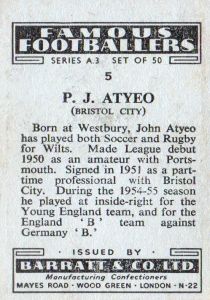 FAMOUS
FOOTBALLERS
SERIES A.3 SET OF 50
5
P. J. ATYEO
(BRISTOL CITY)
Born at Westbury, John Atyeo
has played both Soccer and Rugby
for Wilts. Made League debut
1950 as an amateur with Ports-
mouth. Signed in 1951 as a part-
time professional with Bristol
City. During the 1954-55 season
he played at inside-right for the
Young England team, and for the
England 'B' team against
Germany 'B.'
ISSUED BY
BARRATT & CO. LTD.
Manufacturing Confectioners
MAYES ROAD · WOOD GREEN · LONDON · N·22